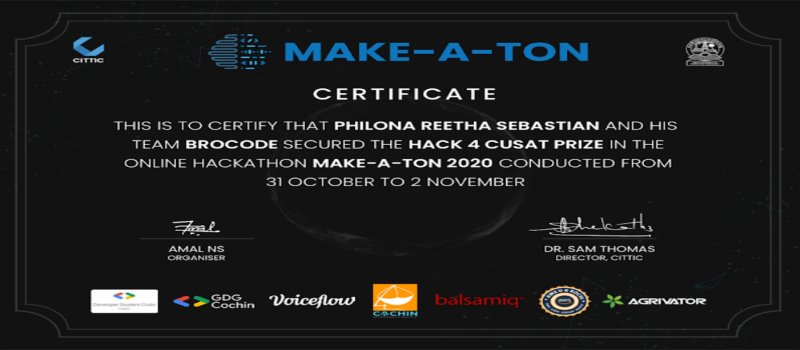 CITTIC
MAKE-A-TON
CERTIFICATE
THIS IS TO CERTIFY THAT PHILONA REETHA SEBASTIAN AND HIS
TEAM BROCODE SECURED THE HACK 4 CUSAT PRIZE IN THE
ONLINE HACKATHON MAKE-A-TON 2020 CONDUCTED FROM
31 OCTOBER TO 2 NOVEMBER
AMAL NS
ORGANISER
DR. SAM THOMAS
DIRECTOR, CITTIC
Developer Student Clubs
GDG
Cochin
Voiceflow
COCHIN
balsamiq
aws
AGRIVATOR